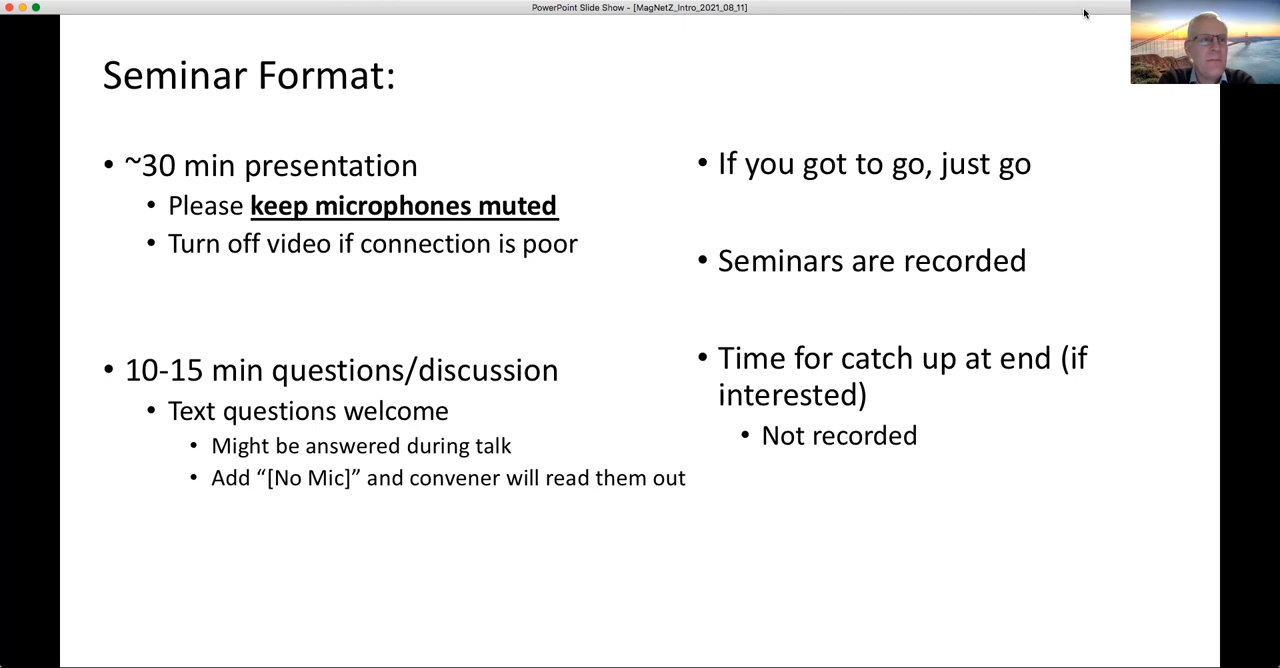 PowerPoint Slide Show - [MagNetZ_Intro_2021_08_11]
Seminar Format:
• ~30 min presentation
• Please keep microphones muted
• Turn off video if connection is poor
• 10-15 min questions/discussion
• Text questions welcome
• Might be answered during talk
• Add “[No Mic]” and convener will read them out
• If you got to go, just go
• Seminars are recorded
• Time for catch up at end (if
interested)
• Not recorded